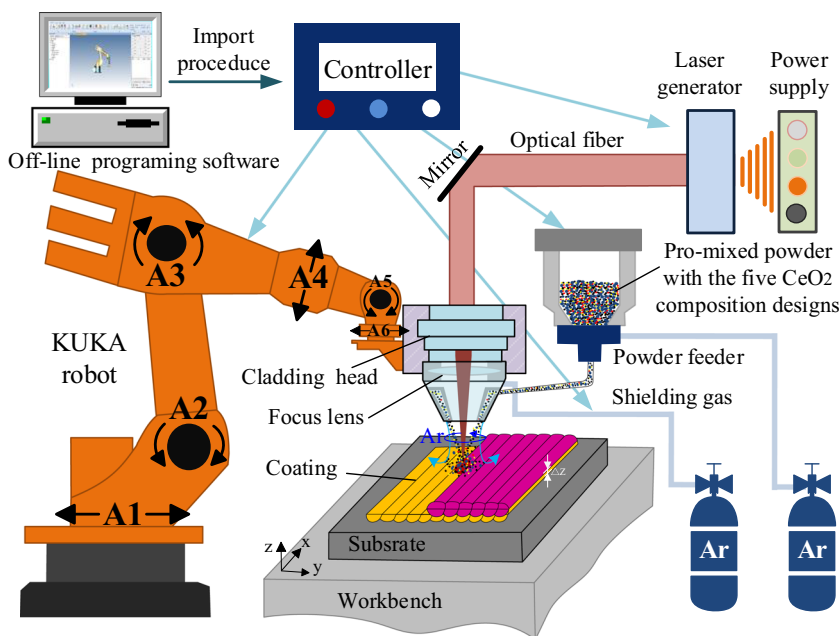 Import
proceduce
Controller
Laser
generator
Power
supply
Off-line programing software
Mirror
Optical fiber
A3
A4
A5
A6
Pro-mixed powder
with the five CeO2
composition designs
KUKA
robot
Cladding head
Powder feeder
Focus lens
Shielding gas
A2
Ar
Coating
Δz
A1
Subsrate
z
x
y
Workbench
Ar
Ar